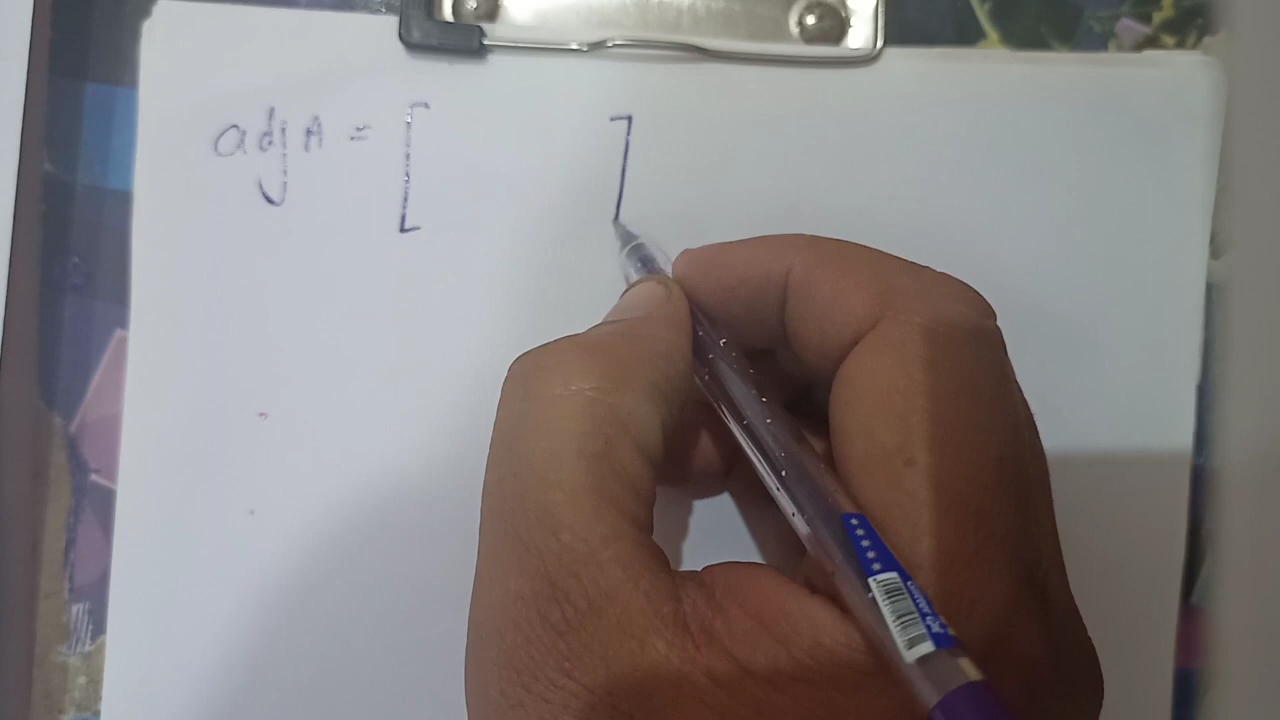 adj A = [ ]